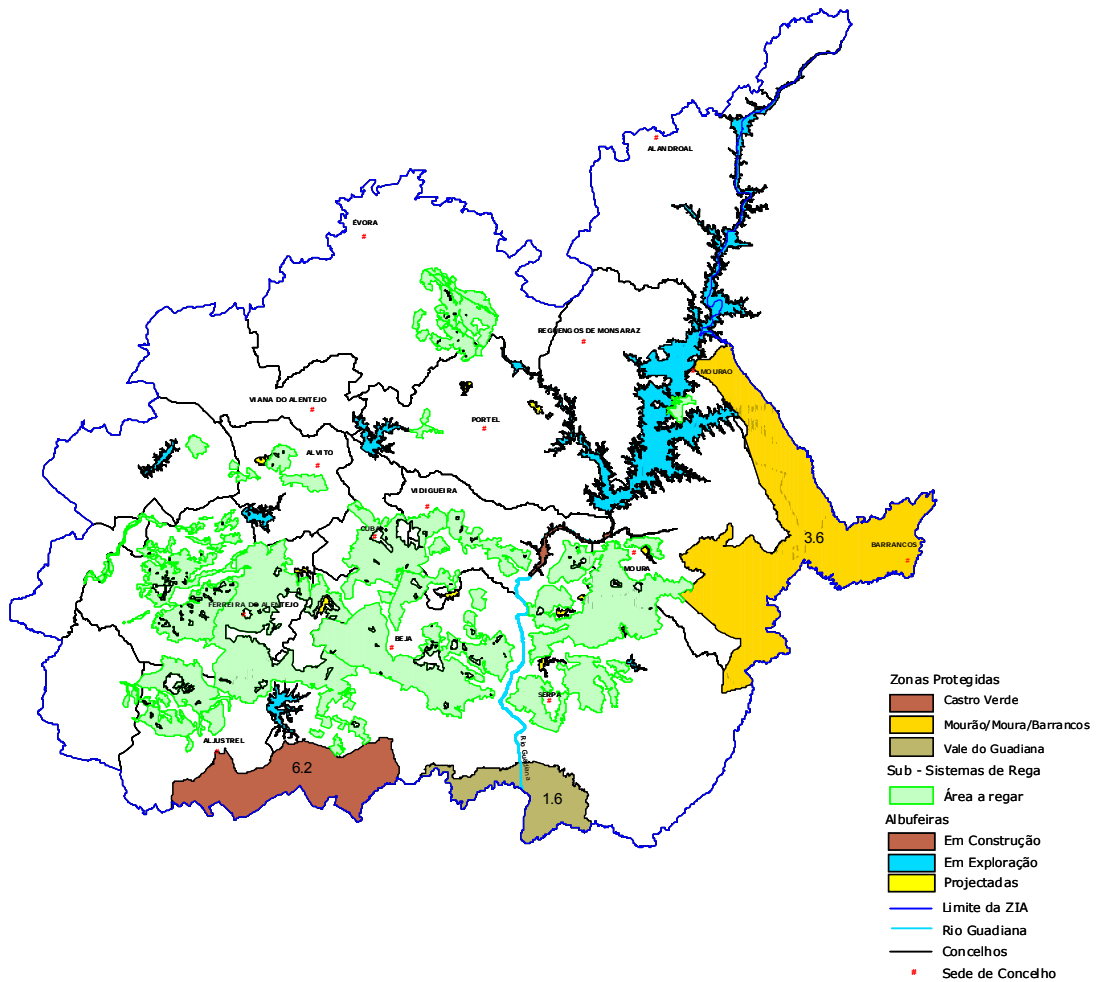 ALANDROAL
ÉVORA
REGUENGOS DE MONSARAZ
MOURAO
VIANA DO ALENTEJO
PORTEL
ALVITO
VIDIGUEIRA
CUBA
3.6
BARRANCOS
MOURA
FERREIRA DO ALENTEJO
BEJA
SERPA
ALJUSTREL
Rio Guadiana
6.2
1.6
Zonas Protegidas
Castro Verde
Mourão/Moura/Barrancos
Vale do Guadiana
Sub - Sistemas de Rega
Área a regar
Albufeiras
Em Construção
Em Exploração
Projectadas
Limite da ZIA
Rio Guadiana
Concelhos
# Sede de Concelho